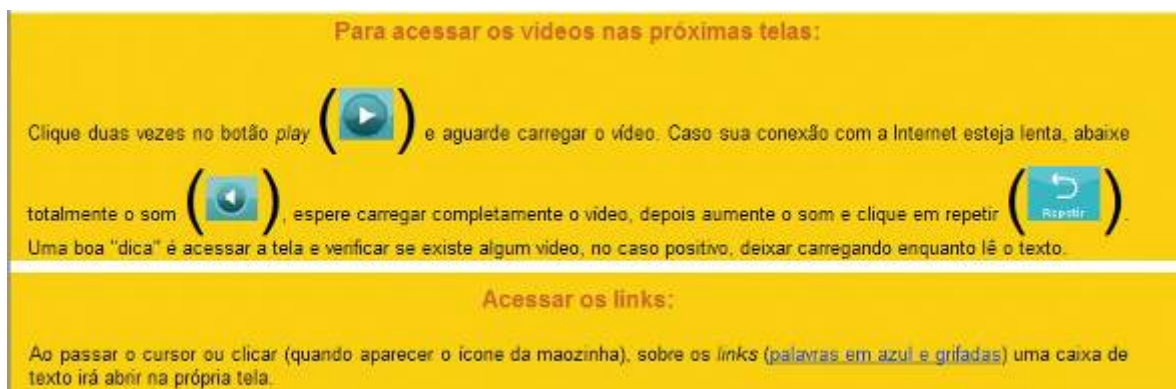 Para acessar os vídeos nas próximas telas:
Clique duas vezes no botão play ( ) e aguarde carregar o vídeo. Caso sua conexão com a Internet esteja lenta, abaixe
totalmente o som ( ), espere carregar completamente o vídeo, depois aumente o som e clique em repetir ( Repetir ).
Uma boa "dica" é acessar a tela e verificar se existe algum vídeo, no caso positivo, deixar carregando enquanto lê o texto.
Acessar os links:
Ao passar o cursor ou clicar (quando aparecer o ícone da maozinha), sobre os links (palavras em azul e grifadas) uma caixa de
texto irá abrir na própria tela.